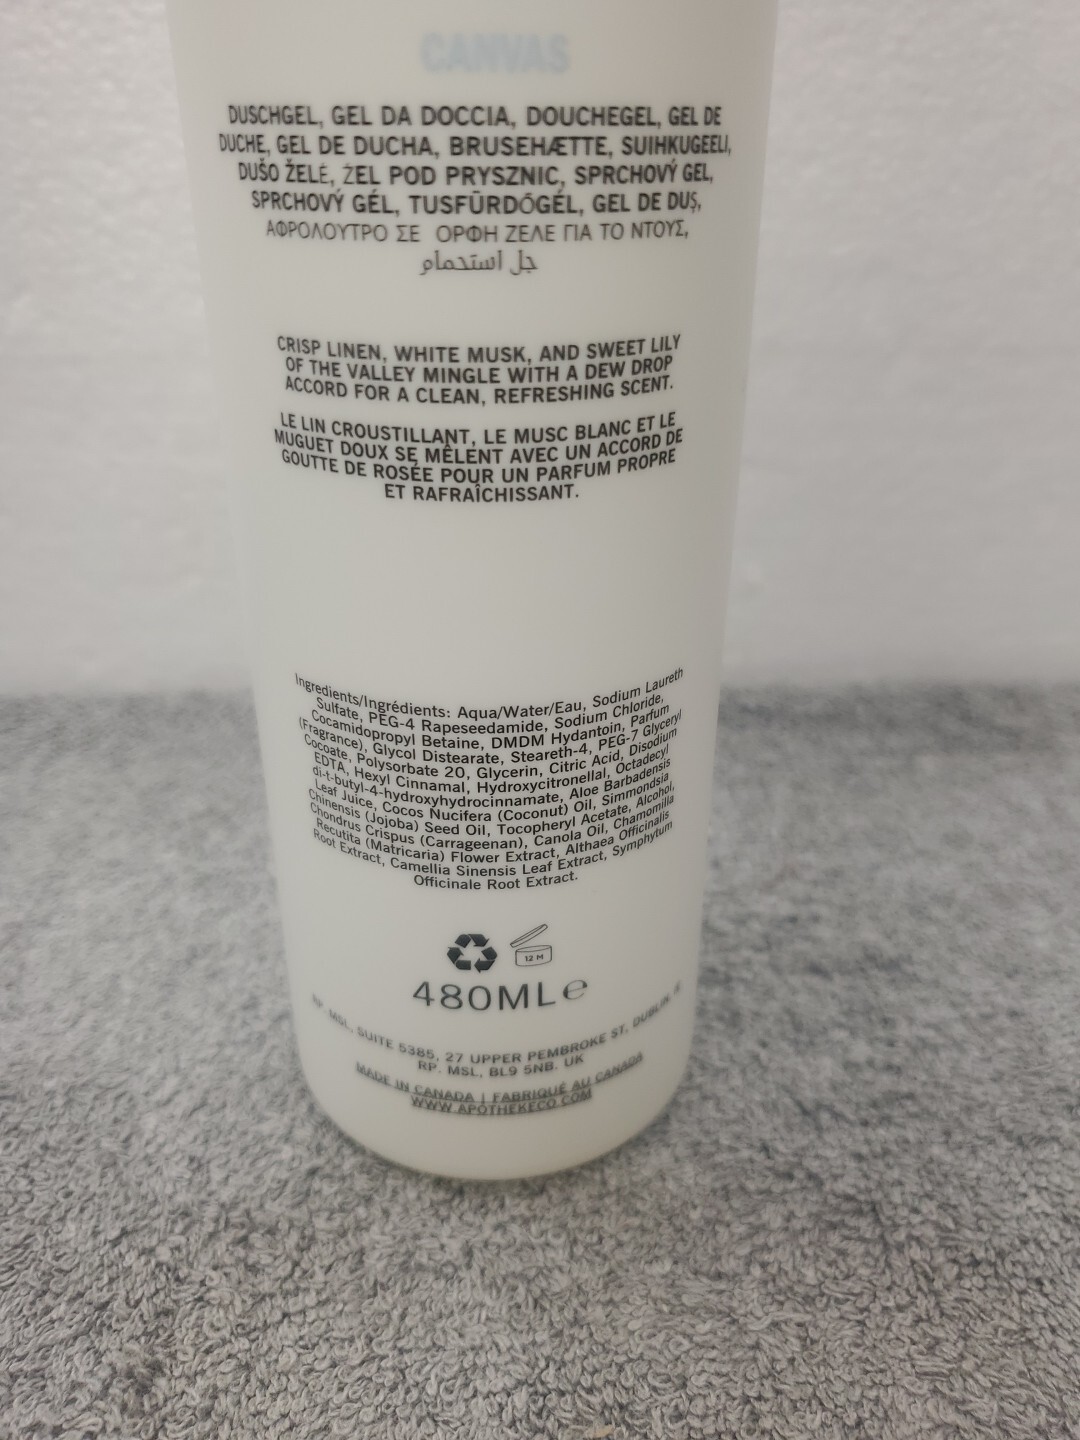 CANVAS
DUSCHGEL, GEL DA DOCCIA, DOUCHEGEL, GEL DE
DUCHE, GEL DE DUCHA, BRUSEHÆTTE, SUIHKUGEELI,
DUŠO ŽELĖ, ŻEL POD PRYSZNIC, SPRCHOVÝ GEL,
SPRCHOVÝ GÉL, TUSFÜRDŐGÉL, GEL DE DUȘ,
ΑΦΡΟΛΟΥΤΡΟ ΣΕ ΟΡΦΗ ΖΕΛΕ ΓΙΑ ΤΟ ΝΤΟΥΣ,
جل استحمام
CRISP LINEN, WHITE MUSK, AND SWEET LILY
OF THE VALLEY MINGLE WITH A DEW DROP
ACCORD FOR A CLEAN, REFRESHING SCENT.
LE LIN CROUSTILLANT, LE MUSC BLANC ET LE
MUGUET DOUX SE MÊLENT AVEC UN ACCORD DE
GOUTTE DE ROSÉE POUR UN PARFUM PROPRE
ET RAFRAÎCHISSANT.
Ingredients/Ingrédients: Aqua/Water/Eau, Sodium Laureth
Sulfate, PEG-4 Rapeseedamide, Sodium Chloride,
Cocamidopropyl Betaine, DMDM Hydantoin, Parfum
(Fragrance), Glycol Distearate, Steareth-4, PEG-7 Glyceryl
Cocoate, Polysorbate 20, Glycerin, Citric Acid, Disodium
EDTA, Hexyl Cinnamal, Hydroxycitronellal, Octadecyl
di-t-butyl-4-hydroxyhydrocinnamate, Aloe Barbadensis
Leaf Juice, Cocos Nucifera (Coconut) Oil, Simmondsia
Chinensis (Jojoba) Seed Oil, Tocopheryl Acetate, Alcohol,
Chondrus Crispus (Carrageenan), Canola Oil, Chamomilla
Recutita (Matricaria) Flower Extract, Althaea Officinalis
Root Extract, Camellia Sinensis Leaf Extract, Symphytum
Officinale Root Extract.
12 M
480ML℮
RP. MSL, SUITE 5385, 27 UPPER PEMBROKE ST, DUBLIN, IE
RP. MSL, BL9 5NB. UK
MADE IN CANADA | FABRIQUÉ AU CANADA
WWW.APOTHEKECO.COM